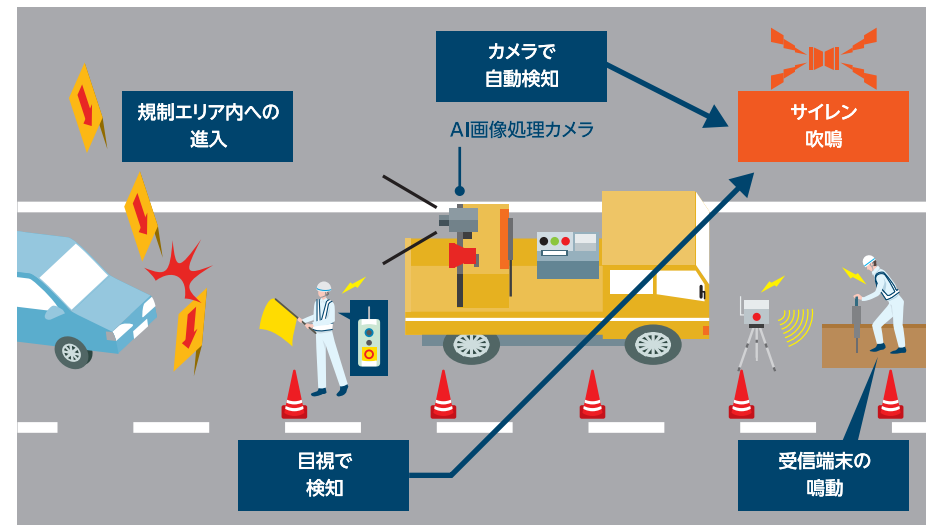 カメラで
自動検知
規制エリア内への
進入
AI画像処理カメラ
サイレン
吹鳴
目視で
検知
受信端末の
鳴動